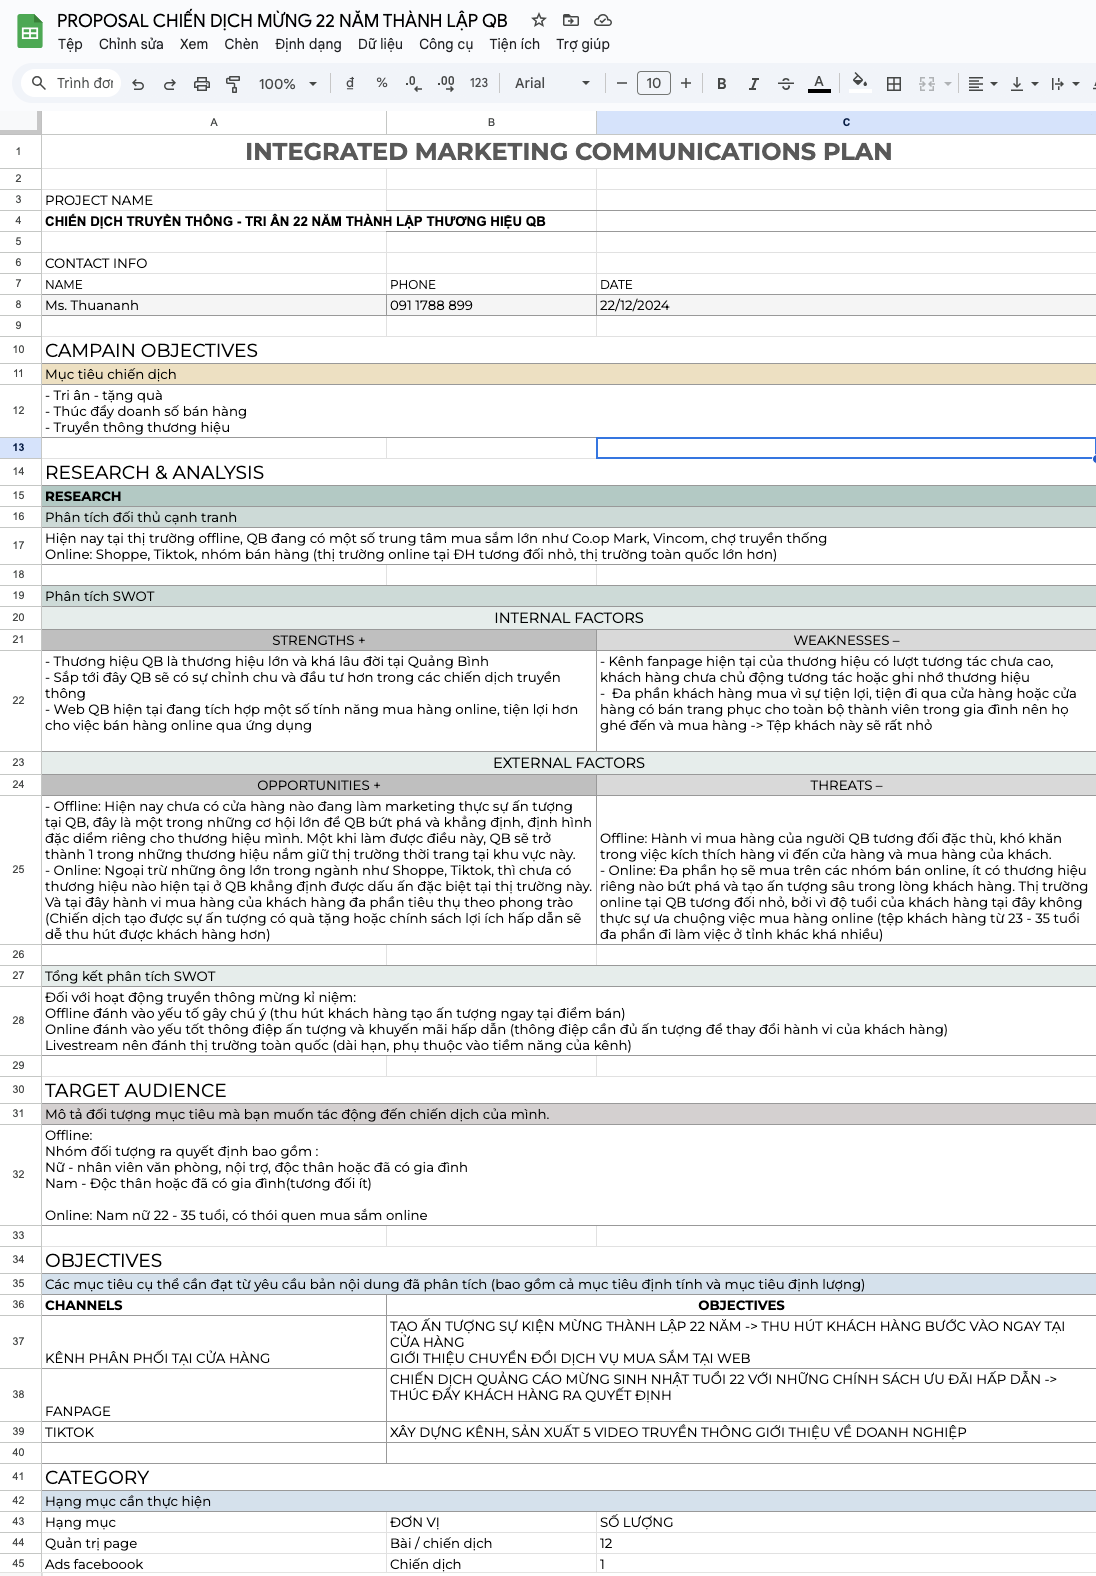 PROPOSAL CHIẾN DỊCH MỪNG 22 NĂM THÀNH LẬP QB
Tệp Chỉnh sửa Xem Chèn Định dạng Dữ liệu Công cụ Tiện ích Trợ giúp
Trình đơn 100% đ % .0 .00 123 Arial 10 B I S A
A B C
1 INTEGRATED MARKETING COMMUNICATIONS PLAN
2
3 PROJECT NAME
4 CHIẾN DỊCH TRUYỀN THÔNG - TRI ÂN 22 NĂM THÀNH LẬP THƯƠNG HIỆU QB
5
6 CONTACT INFO
7 NAME PHONE DATE
8 Ms. Thuananh 091 1788 899 22/12/2024
9
10 CAMPAIN OBJECTIVES
11 Mục tiêu chiến dịch
- Tri ân - tặng quà
12 - Thúc đẩy doanh số bán hàng
- Truyền thông thương hiệu
13
14 RESEARCH & ANALYSIS
15 RESEARCH
16 Phân tích đối thủ cạnh tranh
17 Hiện nay tại thị trường offline, QB đang có một số trung tâm mua sắm lớn như Co.op Mark, Vincom, chợ truyền thống
Online: Shoppe, Tiktok, nhóm bán hàng (thị trường online tại ĐH tương đối nhỏ, thị trường toàn quốc lớn hơn)
18
19 Phân tích SWOT
20 INTERNAL FACTORS
21 STRENGTHS + WEAKNESSES –
22
- Thương hiệu QB là thương hiệu lớn và khá lâu đời tại Quảng Bình
- Sắp tới đây QB sẽ có sự chỉnh chu và đầu tư hơn trong các chiến dịch truyền
thông
- Web QB hiện tại đang tích hợp một số tính năng mua hàng online, tiện lợi hơn
cho việc bán hàng online qua ứng dụng
- Kênh fanpage hiện tại của thương hiệu có lượt tương tác chưa cao,
khách hàng chưa chủ động tương tác hoặc ghi nhớ thương hiệu
- Đa phần khách hàng mua vì sự tiện lợi, tiện đi qua cửa hàng hoặc cửa
hàng có bán trang phục cho toàn bộ thành viên trong gia đình nên họ
ghé đến và mua hàng -> Tệp khách này sẽ rất nhỏ
23 EXTERNAL FACTORS
24 OPPORTUNITIES + THREATS –
25
- Offline: Hiện nay chưa có cửa hàng nào đang làm marketing thực sự ấn tượng
tại QB, đây là một trong những cơ hội lớn để QB bứt phá và khẳng định, định hình
đặc diểm riêng cho thương hiệu mình. Một khi làm được điều này, QB sẽ trở
thành 1 trong những thương hiệu nắm giữ thị trường thời trang tại khu vực này.
- Online: Ngoại trừ những ông lớn trong ngành như Shoppe, Tiktok, thì chưa có
thương hiệu nào hiện tại ở QB khẳng định được dấu ấn đặc biệt tại thị trường này.
Và tại đây hành vi mua hàng của khách hàng đa phần tiêu thụ theo phong trào
(Chiến dịch tạo được sự ấn tượng có quà tặng hoặc chính sách lợi ích hấp dẫn sẽ
dễ thu hút được khách hàng hơn)
Offline: Hành vi mua hàng của người QB tương đối đặc thù, khó khăn
trong việc kích thích hàng vi đến cửa hàng và mua hàng của khách.
- Online: Đa phần họ sẽ mua trên các nhóm bán online, ít có thương hiệu
riêng nào bứt phá và tạo ấn tượng sâu trong lòng khách hàng. Thị trường
online tại QB tương đối nhỏ, bởi vì độ tuổi của khách hàng tại đây không
thực sự ưa chuộng việc mua hàng online (tệp khách hàng từ 23 - 35 tuổi
đa phần đi làm việc ở tỉnh khác khá nhiều)
26
27 Tổng kết phân tích SWOT
28
Đối với hoạt động truyền thông mừng kỉ niệm:
Offline đánh vào yếu tố gây chú ý (thu hút khách hàng tạo ấn tượng ngay tại điểm bán)
Online đánh vào yếu tốt thông điệp ấn tượng và khuyến mãi hấp dẫn (thông điệp cần đủ ấn tượng để thay đổi hành vi của khách hàng)
Livestream nên đánh thị trường toàn quốc (dài hạn, phụ thuộc vào tiềm năng của kênh)
29
30 TARGET AUDIENCE
31 Mô tả đối tượng mục tiêu mà bạn muốn tác động đến chiến dịch của mình.
32
Offline:
Nhóm đối tượng ra quyết định bao gồm :
Nữ - nhân viên văn phòng, nội trợ, độc thân hoặc đã có gia đình
Nam - Độc thân hoặc đã có gia đình(tương đối ít)
Online: Nam nữ 22 - 35 tuổi, có thói quen mua sắm online
33
34 OBJECTIVES
35 Các mục tiêu cụ thể cần đạt từ yêu cầu bản nội dung đã phân tích (bao gồm cả mục tiêu định tính và mục tiêu định lượng)
36 CHANNELS OBJECTIVES
37
TẠO ẤN TƯỢNG SỰ KIỆN MỪNG THÀNH LẬP 22 NĂM -> THU HÚT KHÁCH HÀNG BƯỚC VÀO NGAY TẠI
CỬA HÀNG
KÊNH PHÂN PHỐI TẠI CỬA HÀNG GIỚI THIỆU CHUYỂN ĐỔI DỊCH VỤ MUA SẮM TẠI WEB
38
CHIẾN DỊCH QUẢNG CÁO MỪNG SINH NHẬT TUỔI 22 VỚI NHỮNG CHÍNH SÁCH ƯU ĐÃI HẤP DẪN ->
THÚC ĐẨY KHÁCH HÀNG RA QUYẾT ĐỊNH
FANPAGE
39 TIKTOK XÂY DỰNG KÊNH, SẢN XUẤT 5 VIDEO TRUYỀN THÔNG GIỚI THIỆU VỀ DOANH NGHIỆP
40
41 CATEGORY
42 Hạng mục cần thực hiện
43 Hạng mục ĐƠN VỊ SỐ LƯỢNG
44 Quản trị page Bài / chiến dịch 12
45 Ads faceboook Chiến dịch 1